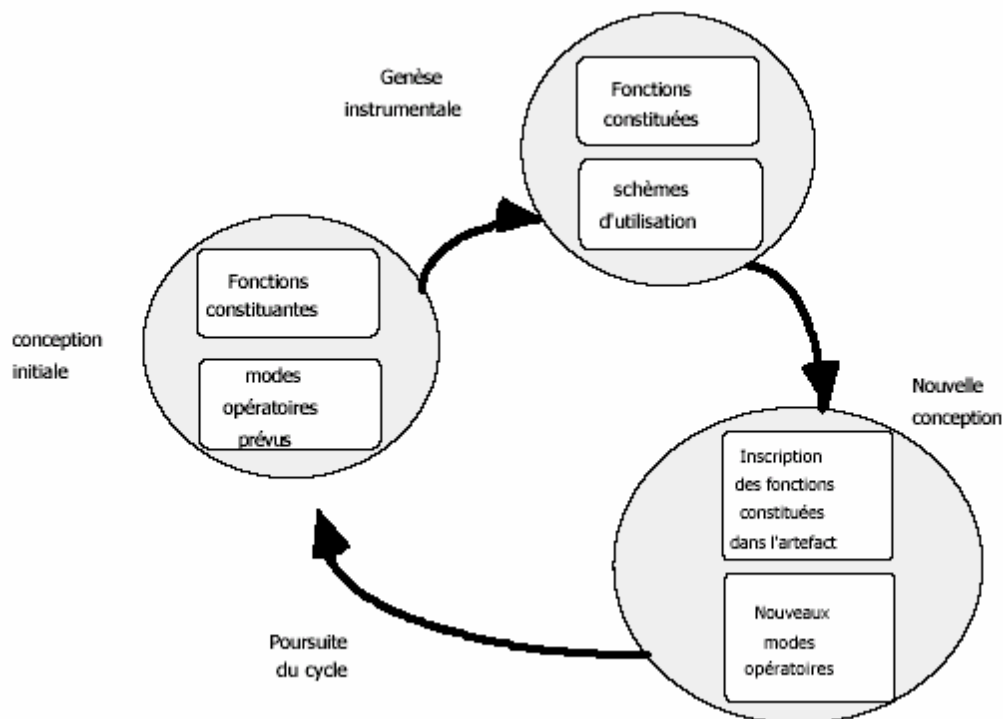 Genèse
instrumentale
Fonctions
constituées
schèmes
d'utilisation
Fonctions
constituantes
modes
opératoires
prévus
conception
initiale
Nouvelle
conception
Inscription
des fonctions
constituées
dans l'artefact
Nouveaux
modes
opératoires
Poursuite
du cycle